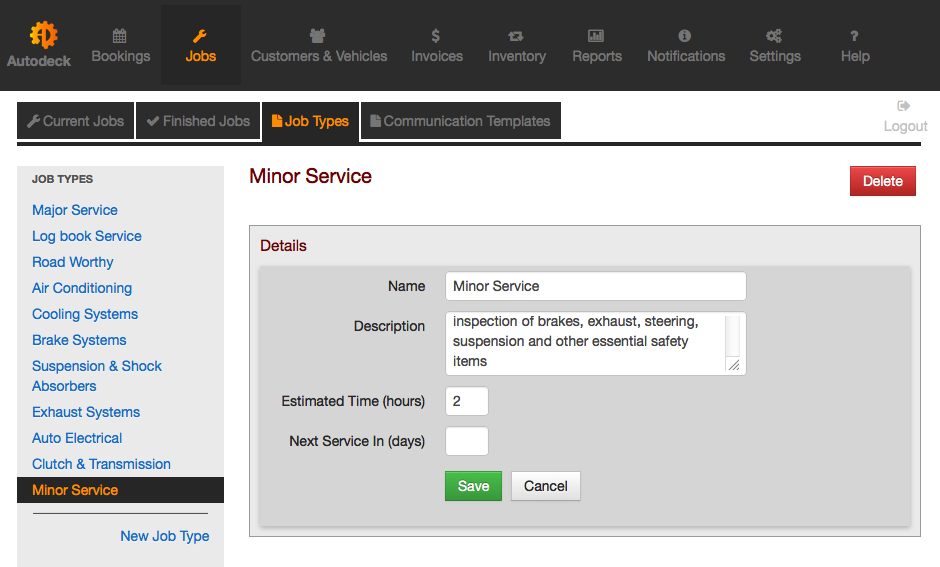 Autodeck
Bookings
Jobs
Customers & Vehicles
$
Invoices
Inventory
Reports
Notifications
Settings
?
Help
Current Jobs
Finished Jobs
Job Types
Communication Templates
Logout
JOB TYPES
Major Service
Log book Service
Road Worthy
Air Conditioning
Cooling Systems
Brake Systems
Suspension & Shock
Absorbers
Exhaust Systems
Auto Electrical
Clutch & Transmission
Minor Service
New Job Type
Minor Service
Delete
Details
Name
Minor Service
Description
inspection of brakes, exhaust, steering,
suspension and other essential safety
items
Estimated Time (hours)
2
Next Service In (days)
Save
Cancel